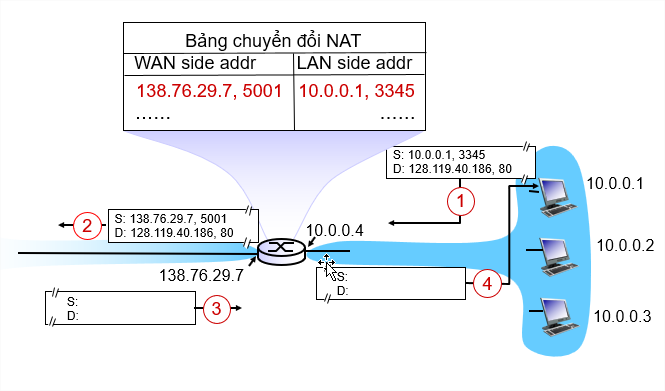 Bảng chuyển đổi NAT
WAN side addr LAN side addr
138.76.29.7, 5001 10.0.0.1, 3345
...... ......
S: 10.0.0.1, 3345
D: 128.119.40.186, 80
1
10.0.0.1
S: 138.76.29.7, 5001
D: 128.119.40.186, 80
2
10.0.0.4
10.0.0.2
138.76.29.7
S:
D:
4
S:
D:
3
10.0.0.3